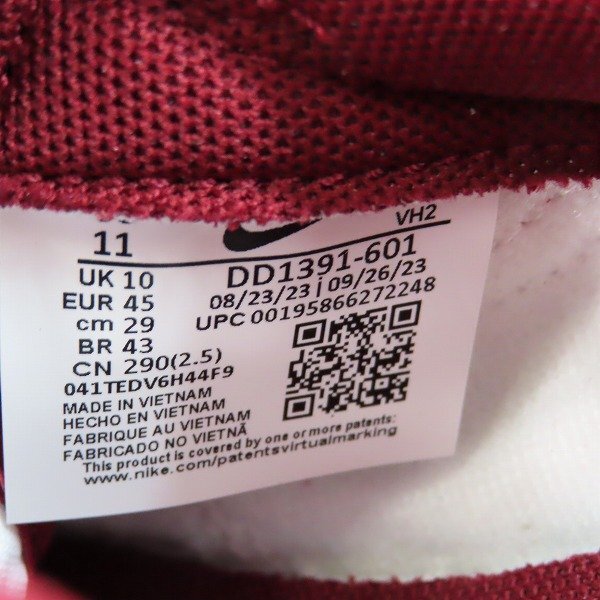 VH2
11
UK 10
EUR 45
cm 29
BR 43
CN 290(2.5)
DD1391-601
08/23/23 | 09/26/23
UPC 00195866272248
041TEDV6H44F9
MADE IN VIETNAM
HECHO EN VIETNAM
FABRIQUE AU VIETNAM
FABRICADO NO VIETNÃ
This product is covered by one or more patents
www.nike.com/patentsvirtualmarking